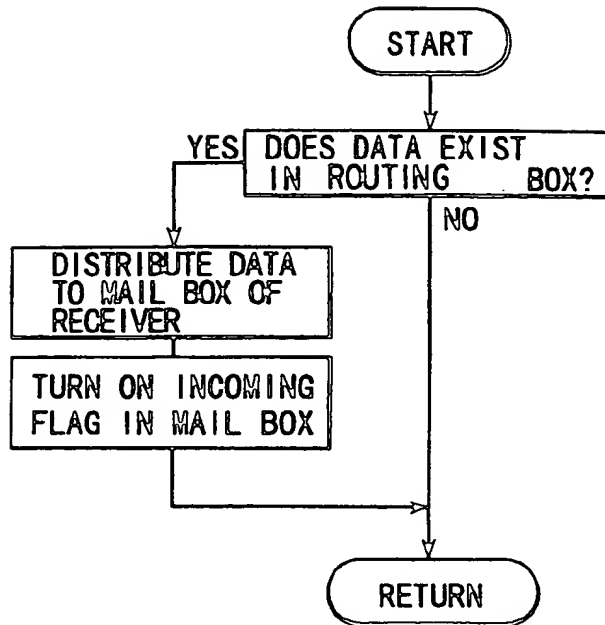 START
YES
DOES DATA EXIST
IN ROUTING BOX?
NO
DISTRIBUTE DATA
TO MAIL BOX OF
RECEIVER
TURN ON INCOMING
FLAG IN MAIL BOX
RETURN